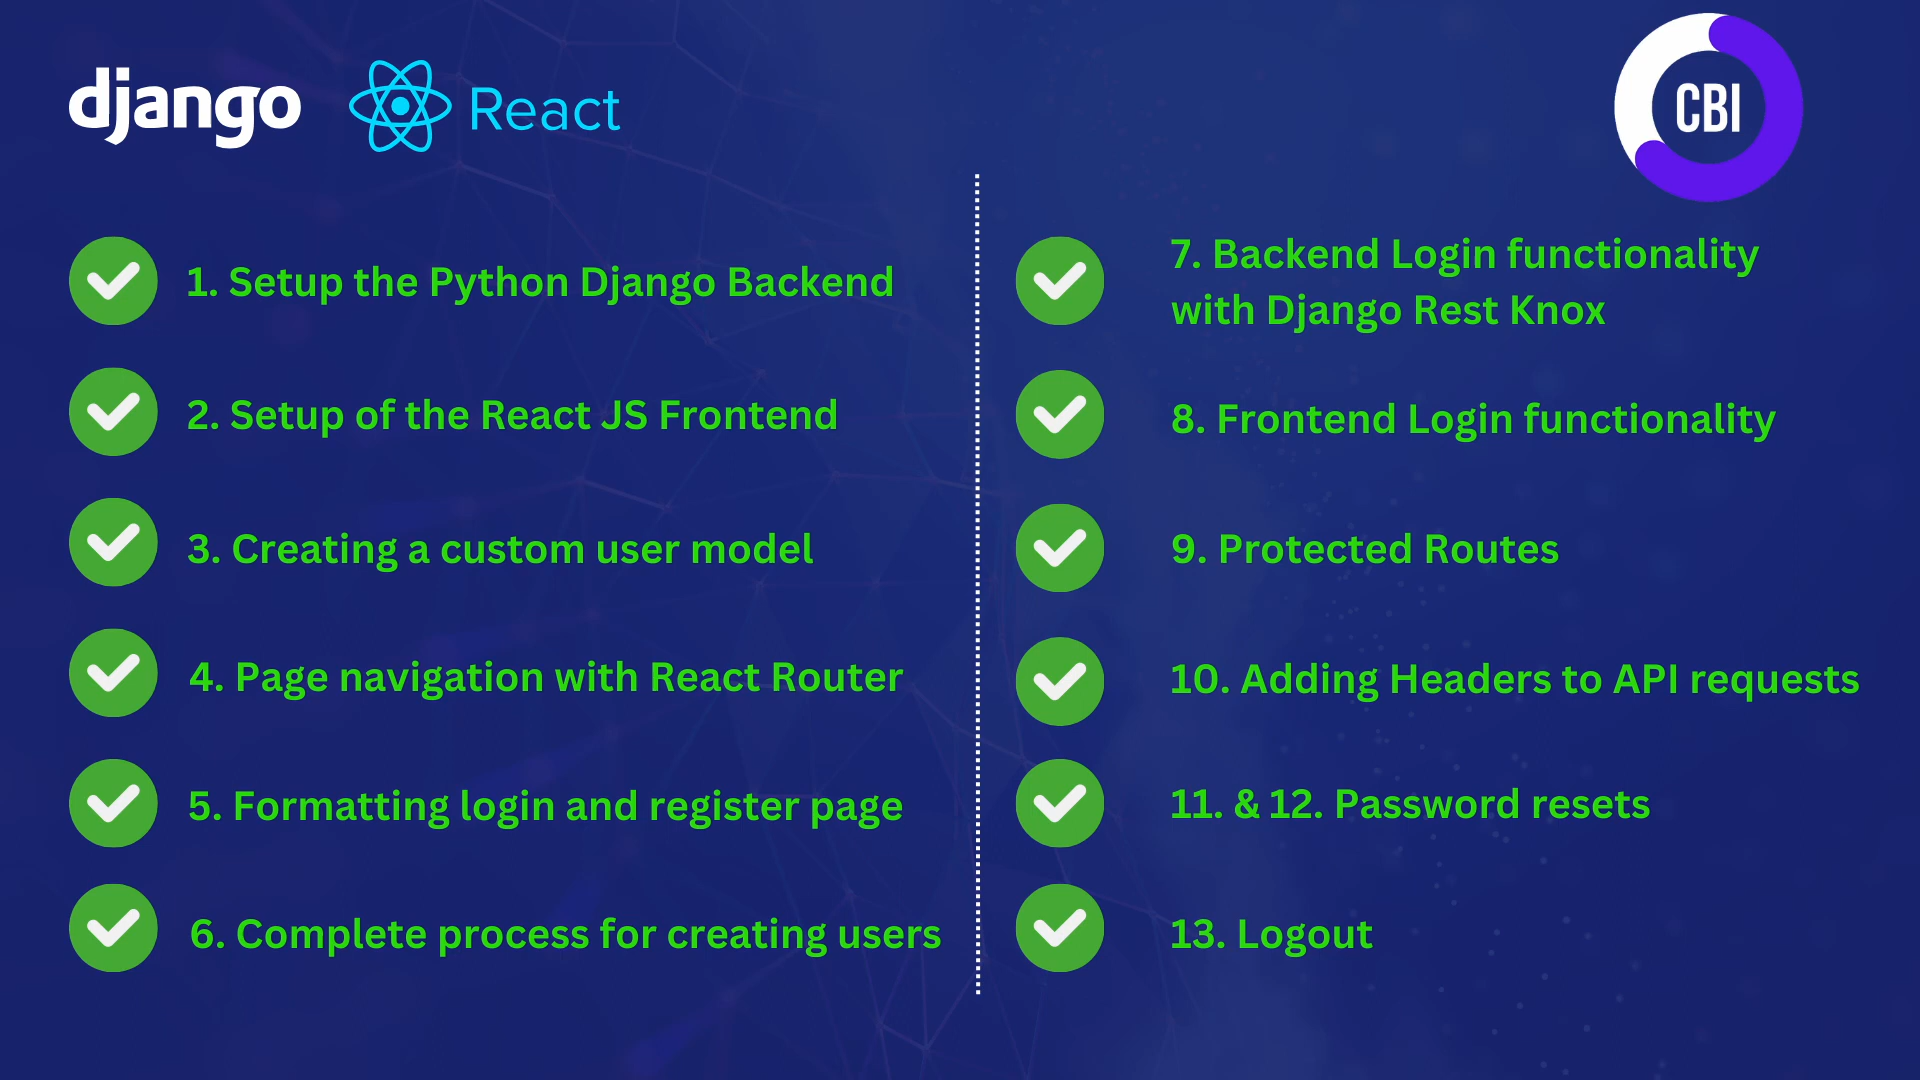 django
React
CBI
1. Setup the Python Django Backend
2. Setup of the React JS Frontend
3. Creating a custom user model
4. Page navigation with React Router
5. Formatting login and register page
6. Complete process for creating users
7. Backend Login functionality
with Django Rest Knox
8. Frontend Login functionality
9. Protected Routes
10. Adding Headers to API requests
11. & 12. Password resets
13. Logout